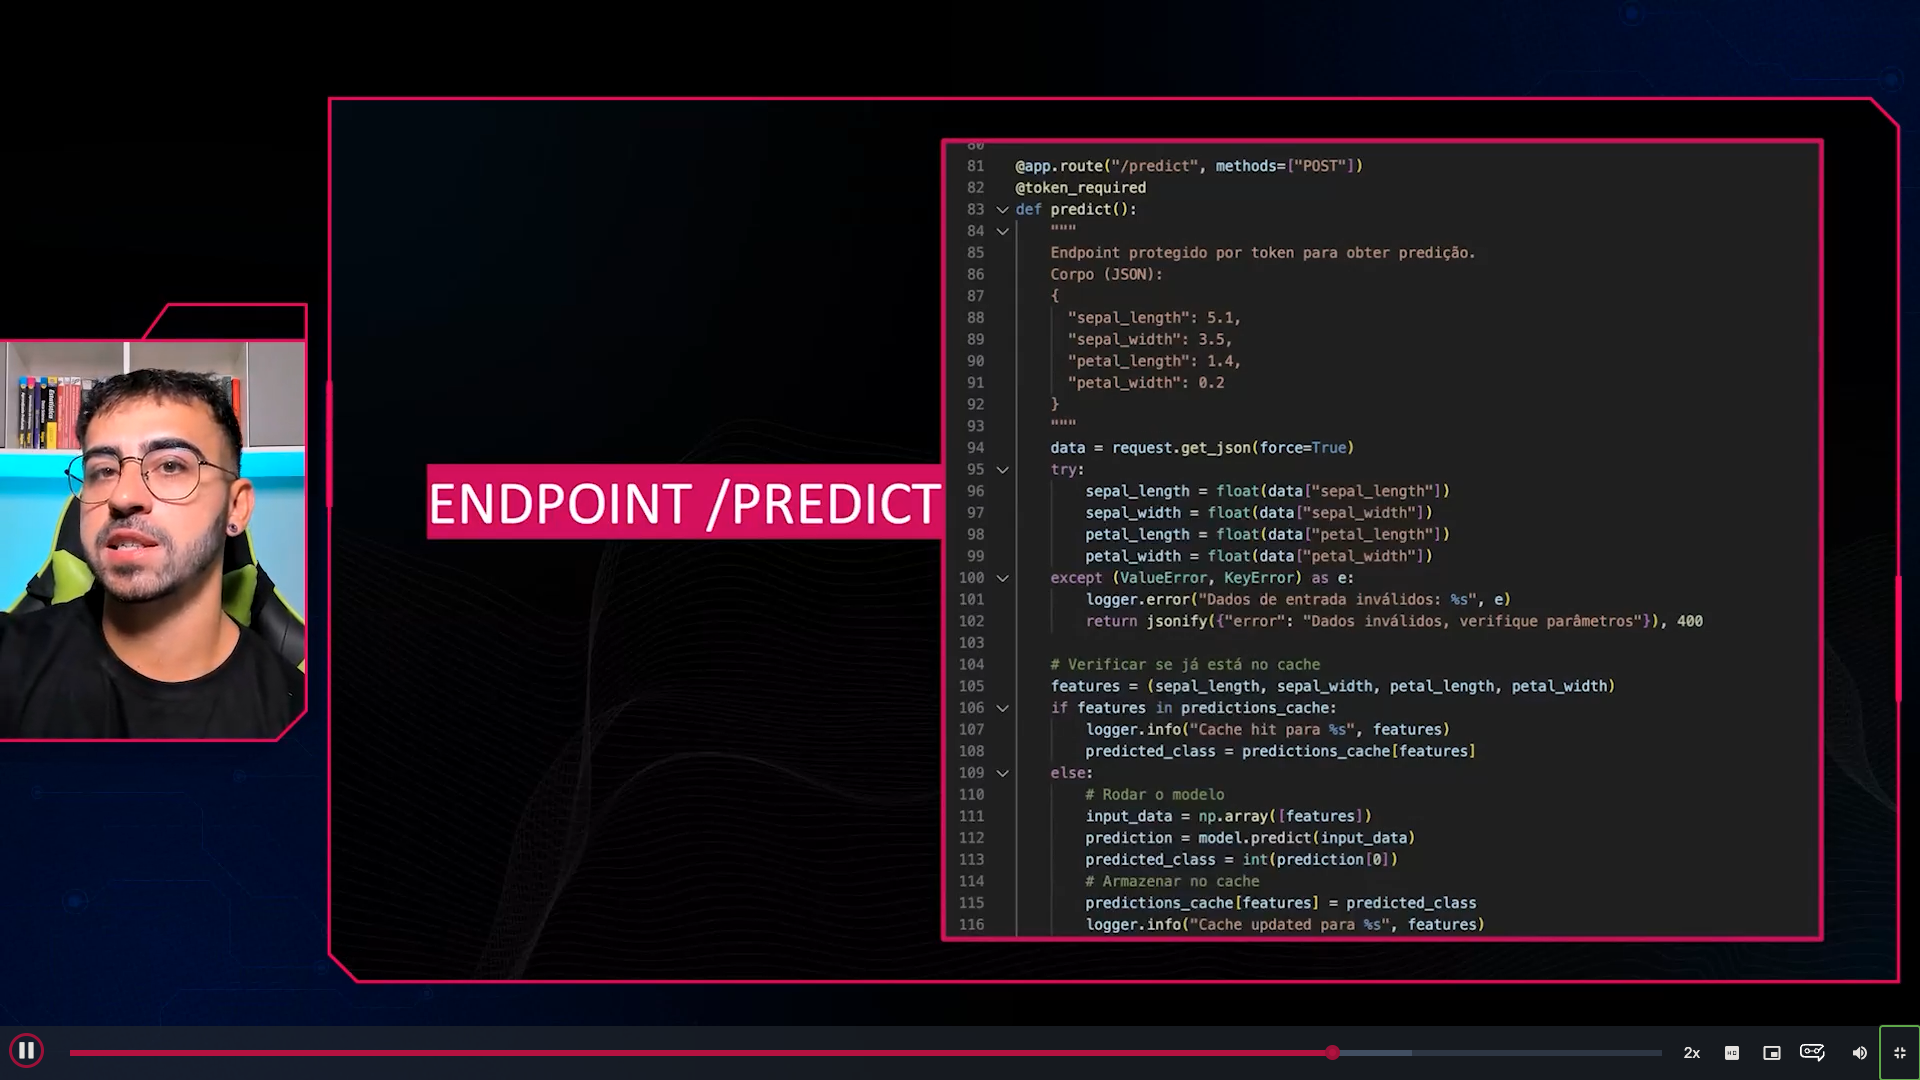 ENDPOINT /PREDICT
80
81 @app.route("/predict", methods=["POST"])
82 @token_required
83 def predict():
84 """
85 Endpoint protegido por token para obter predição.
86 Corpo (JSON):
87 {
88 "sepal_length": 5.1,
89 "sepal_width": 3.5,
90 "petal_length": 1.4,
91 "petal_width": 0.2
92 }
93 """
94 data = request.get_json(force=True)
95 try:
96 sepal_length = float(data["sepal_length"])
97 sepal_width = float(data["sepal_width"])
98 petal_length = float(data["petal_length"])
99 petal_width = float(data["petal_width"])
100 except (ValueError, KeyError) as e:
101 logger.error("Dados de entrada inválidos: %s", e)
102 return jsonify({"error": "Dados inválidos, verifique parâmetros"}), 400
103
104 # Verificar se já está no cache
105 features = (sepal_length, sepal_width, petal_length, petal_width)
106 if features in predictions_cache:
107 logger.info("Cache hit para %s", features)
108 predicted_class = predictions_cache[features]
109 else:
110 # Rodar o modelo
111 input_data = np.array([features])
112 prediction = model.predict(input_data)
113 predicted_class = int(prediction[0])
114 # Armazenar no cache
115 predictions_cache[features] = predicted_class
116 logger.info("Cache updated para %s", features)
2x
HD